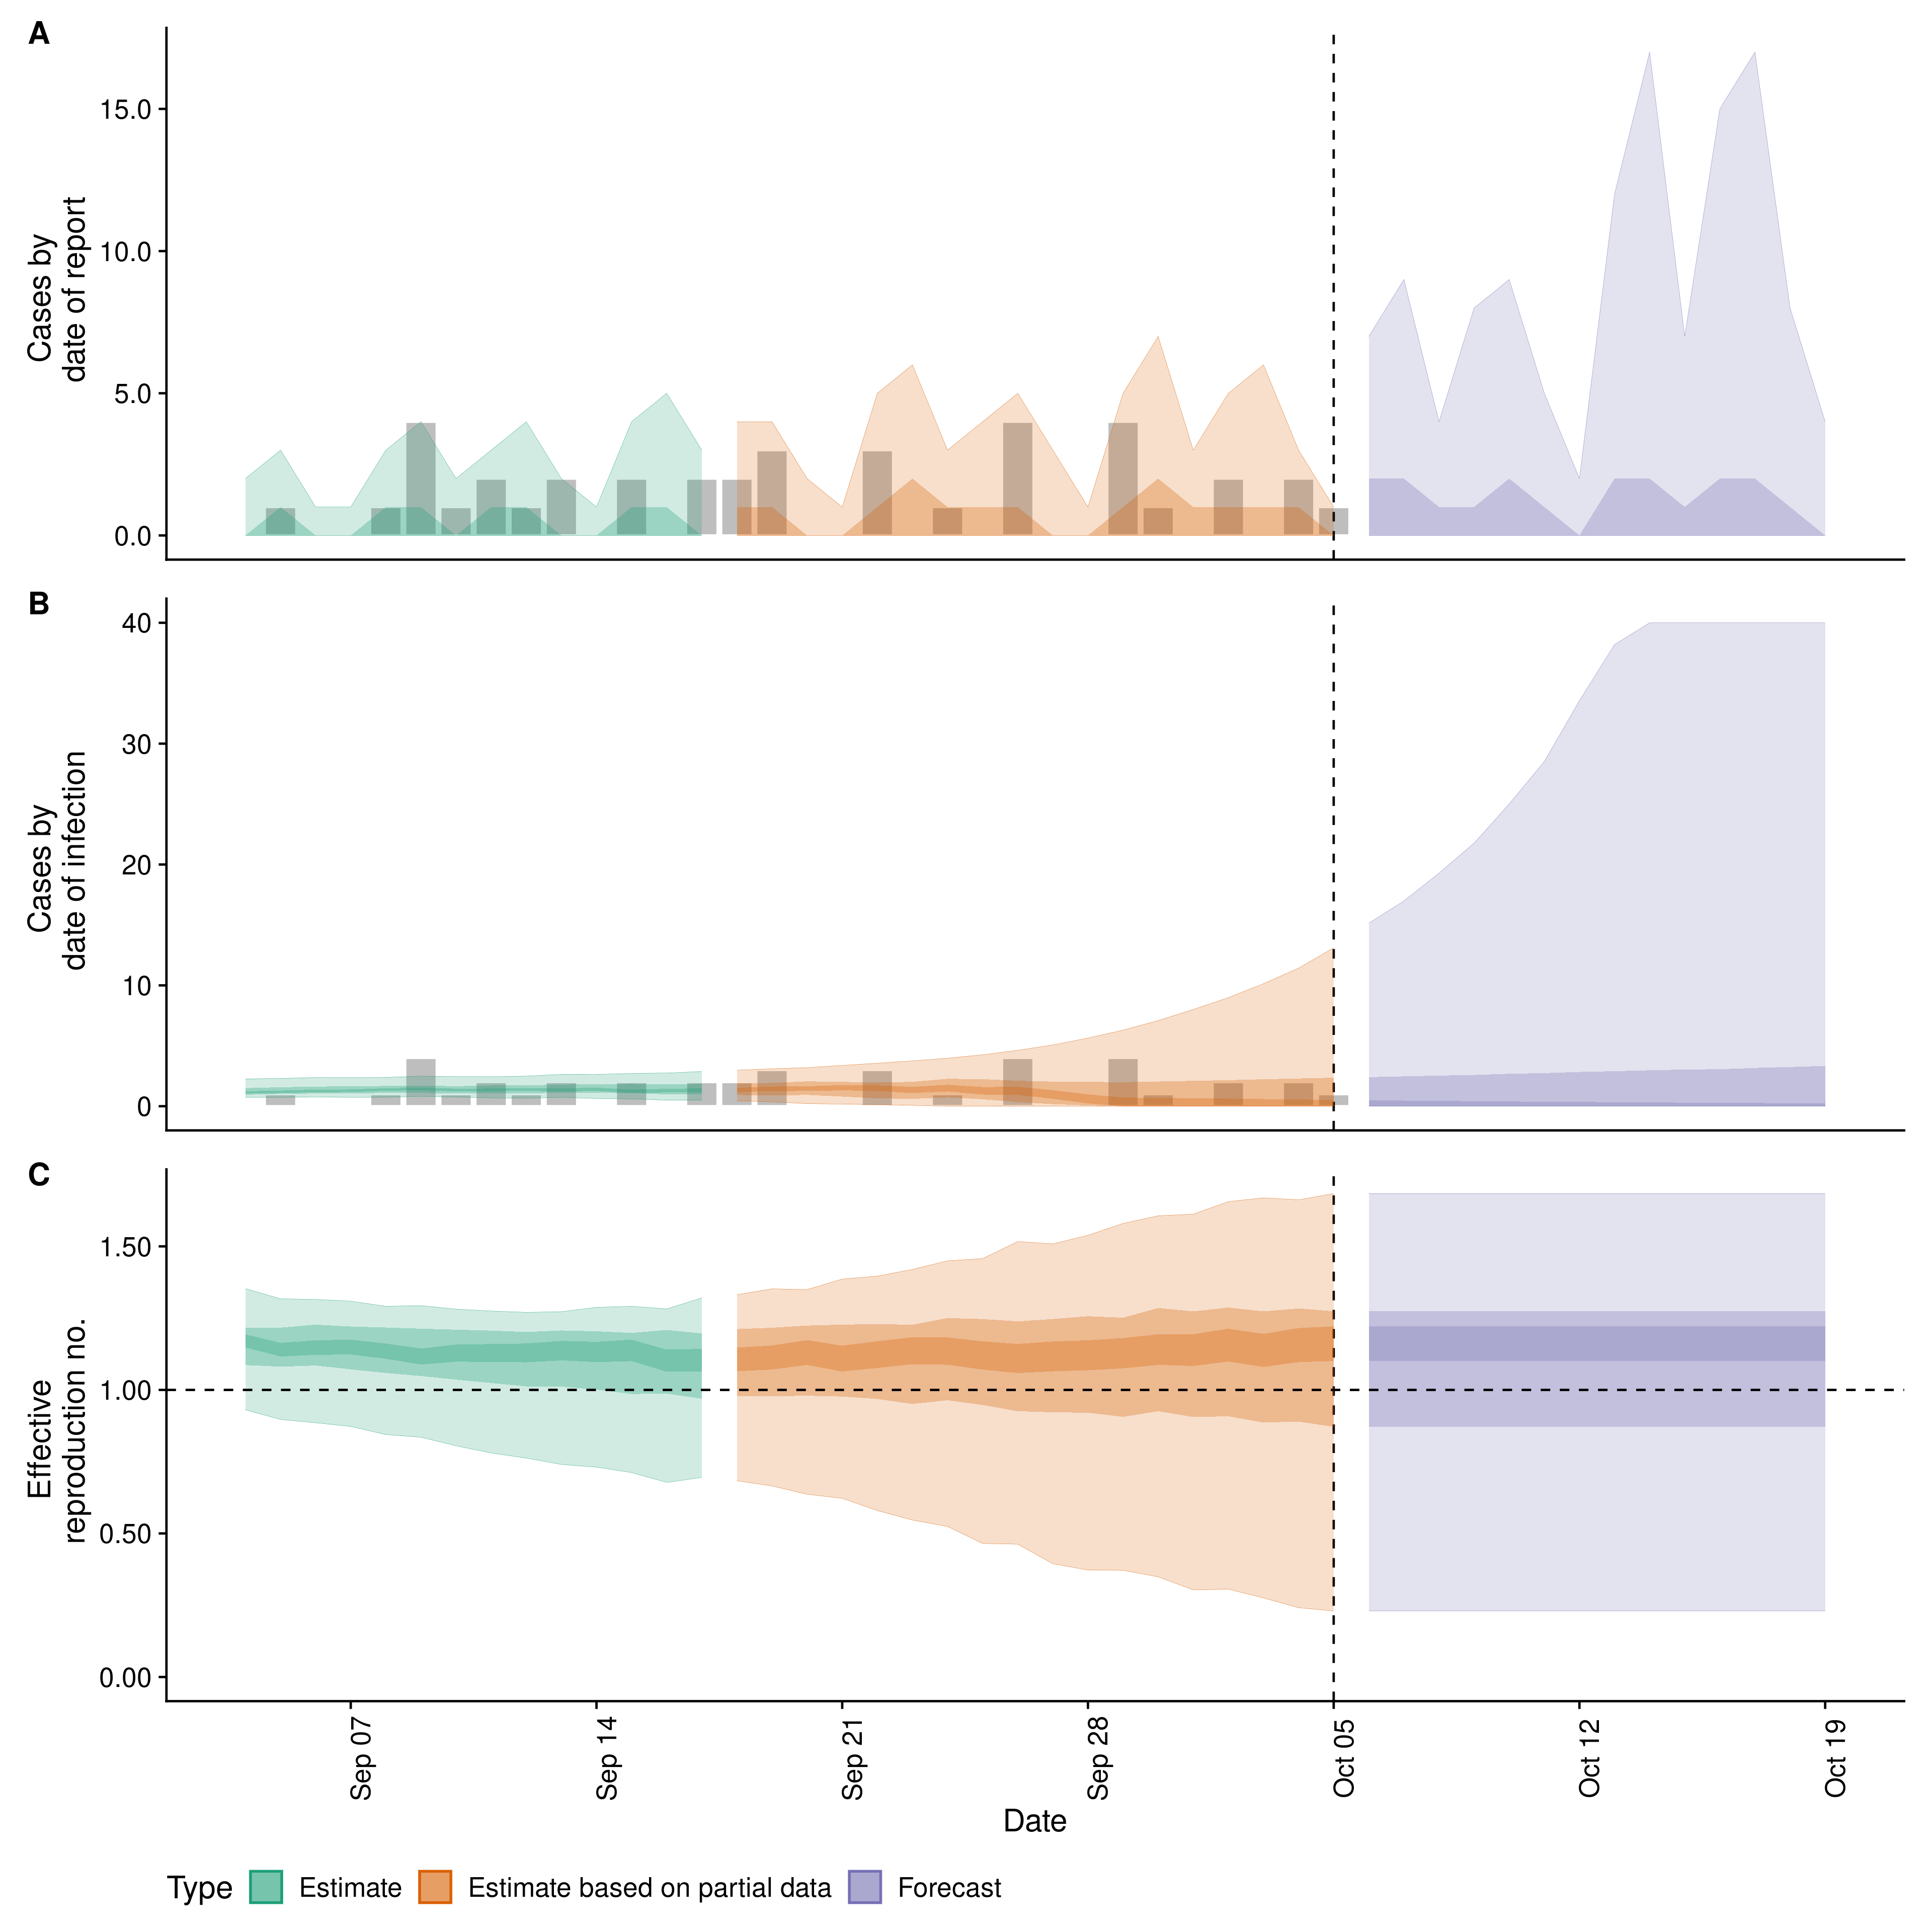 A
Cases by
date of report
15.0
10.0
5.0
0.0
B
Cases by
date of infection
40
30
20
10
0
C
Effective
reproduction no.
1.50
1.00
0.50
0.00
Sep 07
Sep 14
Sep 21
Sep 28
Oct 05
Oct 12
Oct 19
Date
Type
Estimate
Estimate based on partial data
Forecast